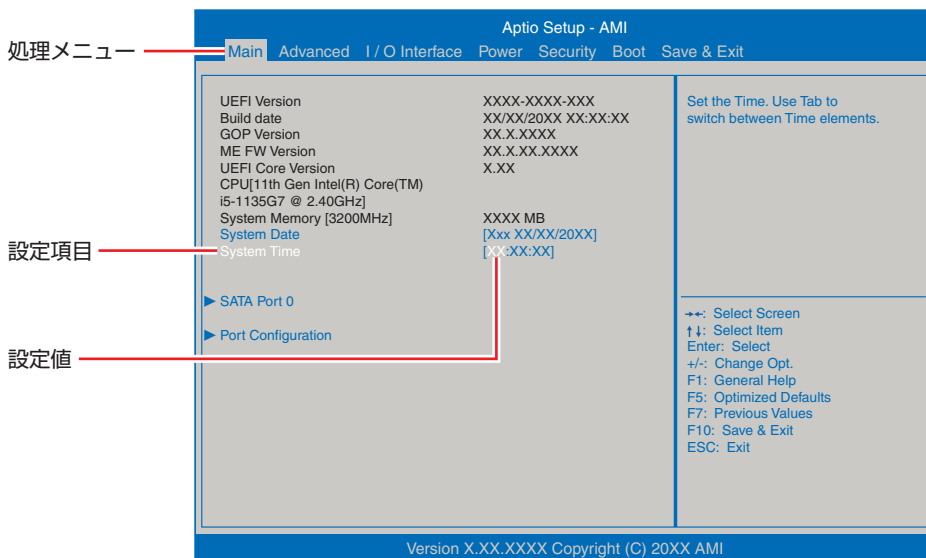 Aptio Setup - AMI
処理メニュー
Main Advanced I / O Interface Power Security Boot Save & Exit
UEFI Version XXXX-XXXX-XXX
Build date XX/XX/20XX XX:XX:XX
GOP Version XX.X.XXXX
ME FW Version XX.X.XX.XXXX
UEFI Core Version X.XX
CPU[11th Gen Intel(R) Core(TM)
i5-1135G7 @ 2.40GHz]
System Memory [3200MHz] XXXX MB
System Date [Xxx XX/XX/20XX]
設定項目
System Time [XX:XX:XX]
▶ SATA Port 0
▶ Port Configuration
設定値
Set the Time. Use Tab to
switch between Time elements.
→←: Select Screen
↑↓: Select Item
Enter: Select
+/-: Change Opt.
F1: General Help
F5: Optimized Defaults
F7: Previous Values
F10: Save & Exit
ESC: Exit
Version X.XX.XXXX Copyright (C) 20XX AMI